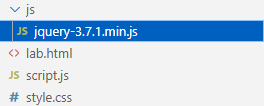 js
JS jquery-3.7.1.min.js
<> lab.html
JS script.js
# style.css